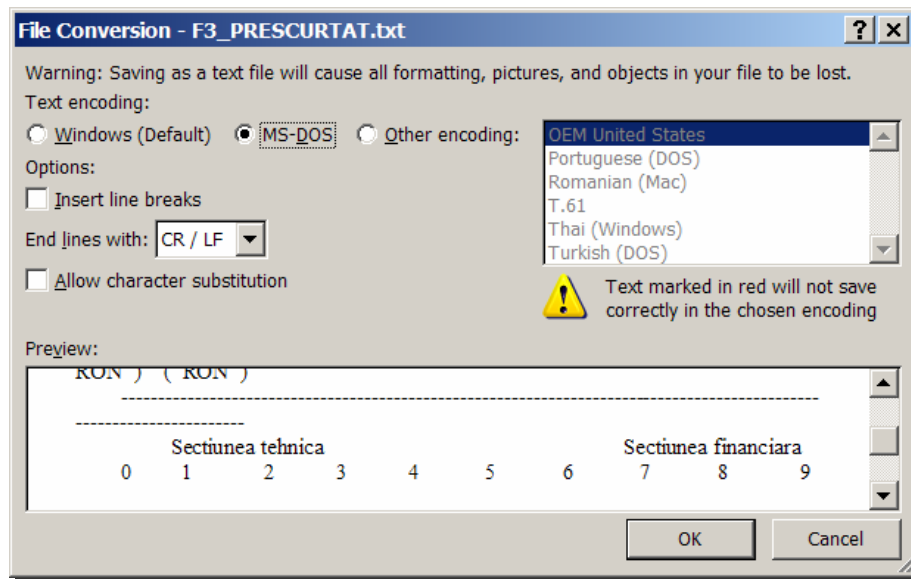 File Conversion - F3_PRESCURTAT.txt
Warning: Saving as a text file will cause all formatting, pictures, and objects in your file to be lost.
Text encoding:
Windows (Default) MS-DOS Other encoding:
OEM United States
Portuguese (DOS)
Romanian (Mac)
T.61
Thai (Windows)
Turkish (DOS)
Options:
Insert line breaks
End lines with: CR / LF
Allow character substitution
Text marked in red will not save
correctly in the chosen encoding
Preview:
RON ) ( RON )
--------------------------------------------------------------------------------------------
-----------------------
Sectiunea tehnica Sectiunea financiara
0 1 2 3 4 5 6 7 8 9
OK Cancel